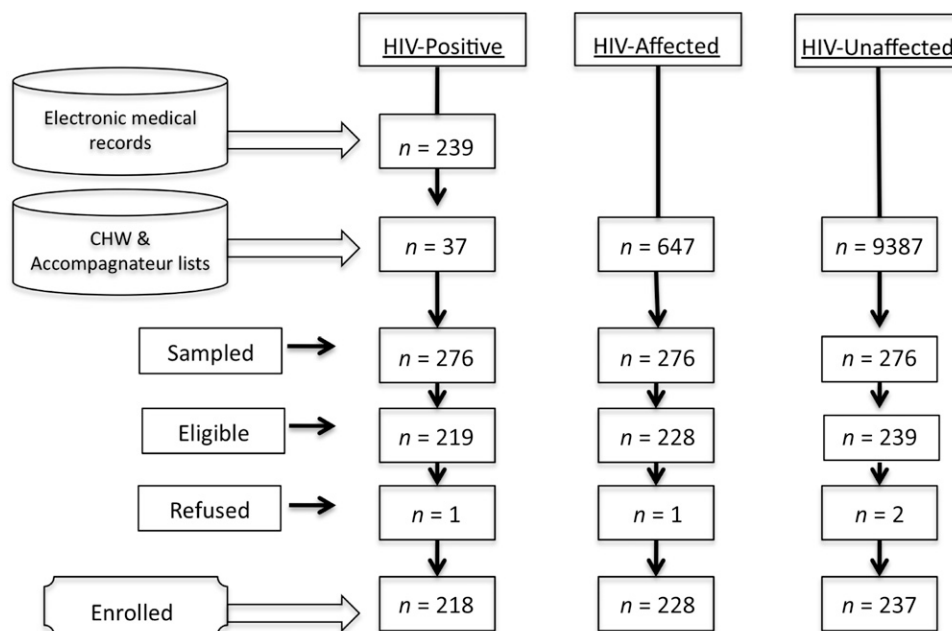 HIV-Positive
HIV-Affected
HIV-Unaffected
Electronic medical
records
n = 239
CHW &
Accompagnateur lists
n = 37
n = 647
n = 9387
Sampled
n = 276
n = 276
n = 276
Eligible
n = 219
n = 228
n = 239
Refused
n = 1
n = 1
n = 2
Enrolled
n = 218
n = 228
n = 237